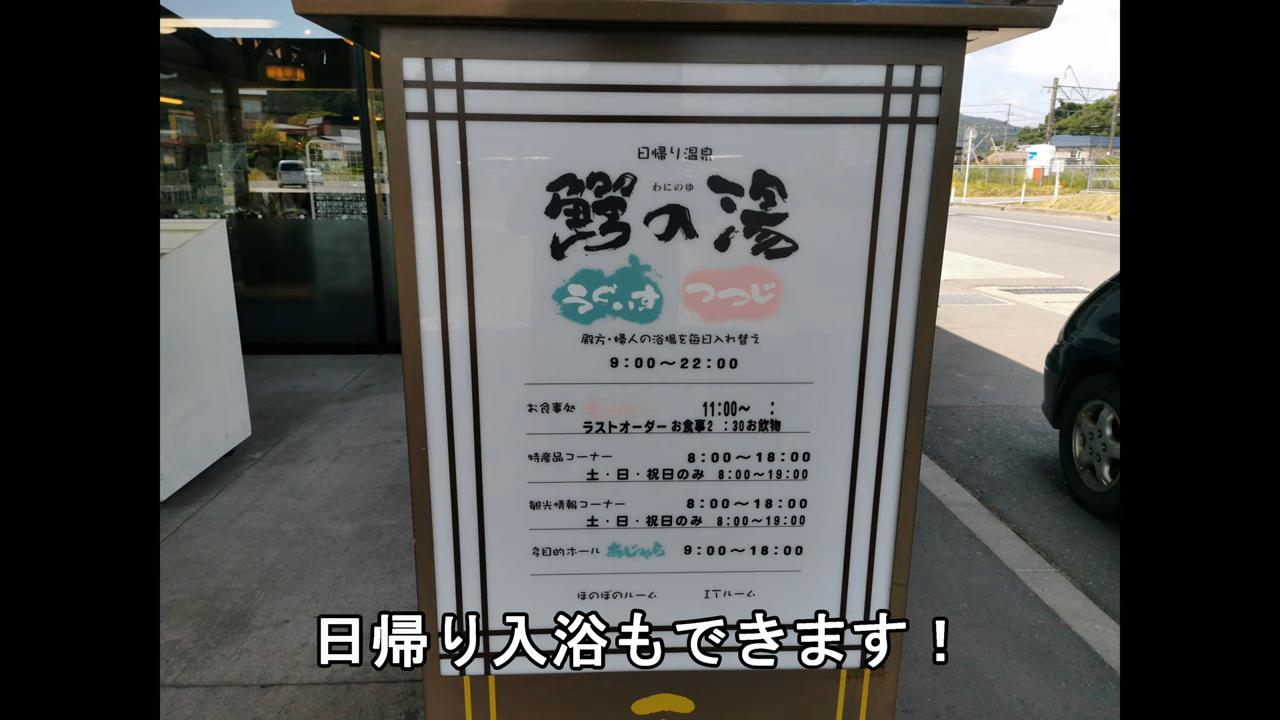 日帰り温泉
わにのゆ
鰐の湯
うぐいす つつじ
殿方・婦人の浴場を毎日入れ替え
9:00〜22:00
お食事処 11:00〜 :
ラストオーダー お食事2 :30お飲物
特産品コーナー 8:00〜18:00
土・日・祝日のみ 8:00〜19:00
観光情報コーナー 8:00〜18:00
土・日・祝日のみ 8:00〜19:00
多目的ホール あじゃら 9:00〜18:00
ほのぼのルーム ITルーム
日帰り入浴もできます!